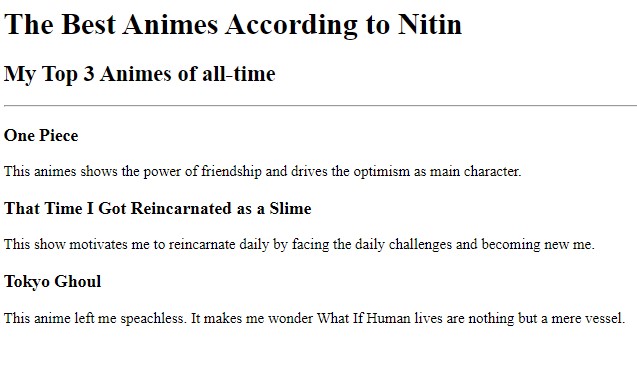 The Best Animes According to Nitin
My Top 3 Animes of all-time
One Piece
This animes shows the power of friendship and drives the optimism as main character.
That Time I Got Reincarnated as a Slime
This show motivates me to reincarnate daily by facing the daily challenges and becoming new me.
Tokyo Ghoul
This anime left me speachless. It makes me wonder What If Human lives are nothing but a mere vessel.